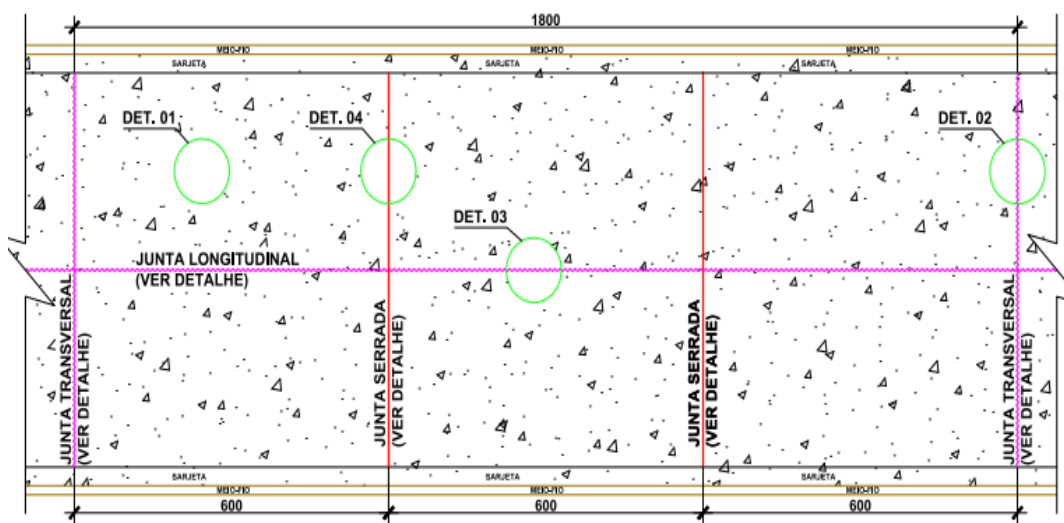 1800
MEIO-FIO
MEIO-FIO
MEIO-FIO
SARJETA
SARJETA
SARJETA
DET. 01
DET. 04
DET. 02
DET. 03
JUNTA LONGITUDINAL
(VER DETALHE)
JUNTA TRANSVERSAL
(VER DETALHE)
JUNTA SERRADA
(VER DETALHE)
JUNTA SERRADA
(VER DETALHE)
JUNTA TRANSVERSAL
(VER DETALHE)
SARJETA
SARJETA
SARJETA
MEIO-FIO
MEIO-FIO
MEIO-FIO
600
600
600